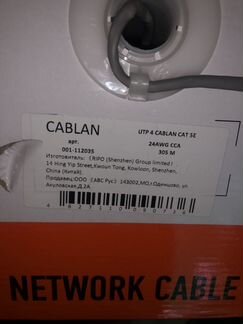 CABLAN
UTP 4 CABLAN CAT 5E
арт.
24AWG CCA
001-112035
305 М
Изготовитель: ( RIPO (Shenzhen) Group limited )
14 Hing Yip Street,Kwoun Tong, Kowloon, Shenzhen,
China (Китай)
Продавец:ООО (АВС Рус) 143002,МО,г.Одинцово, ул.
Акуловская,Д.2А
NETWORK CABLE